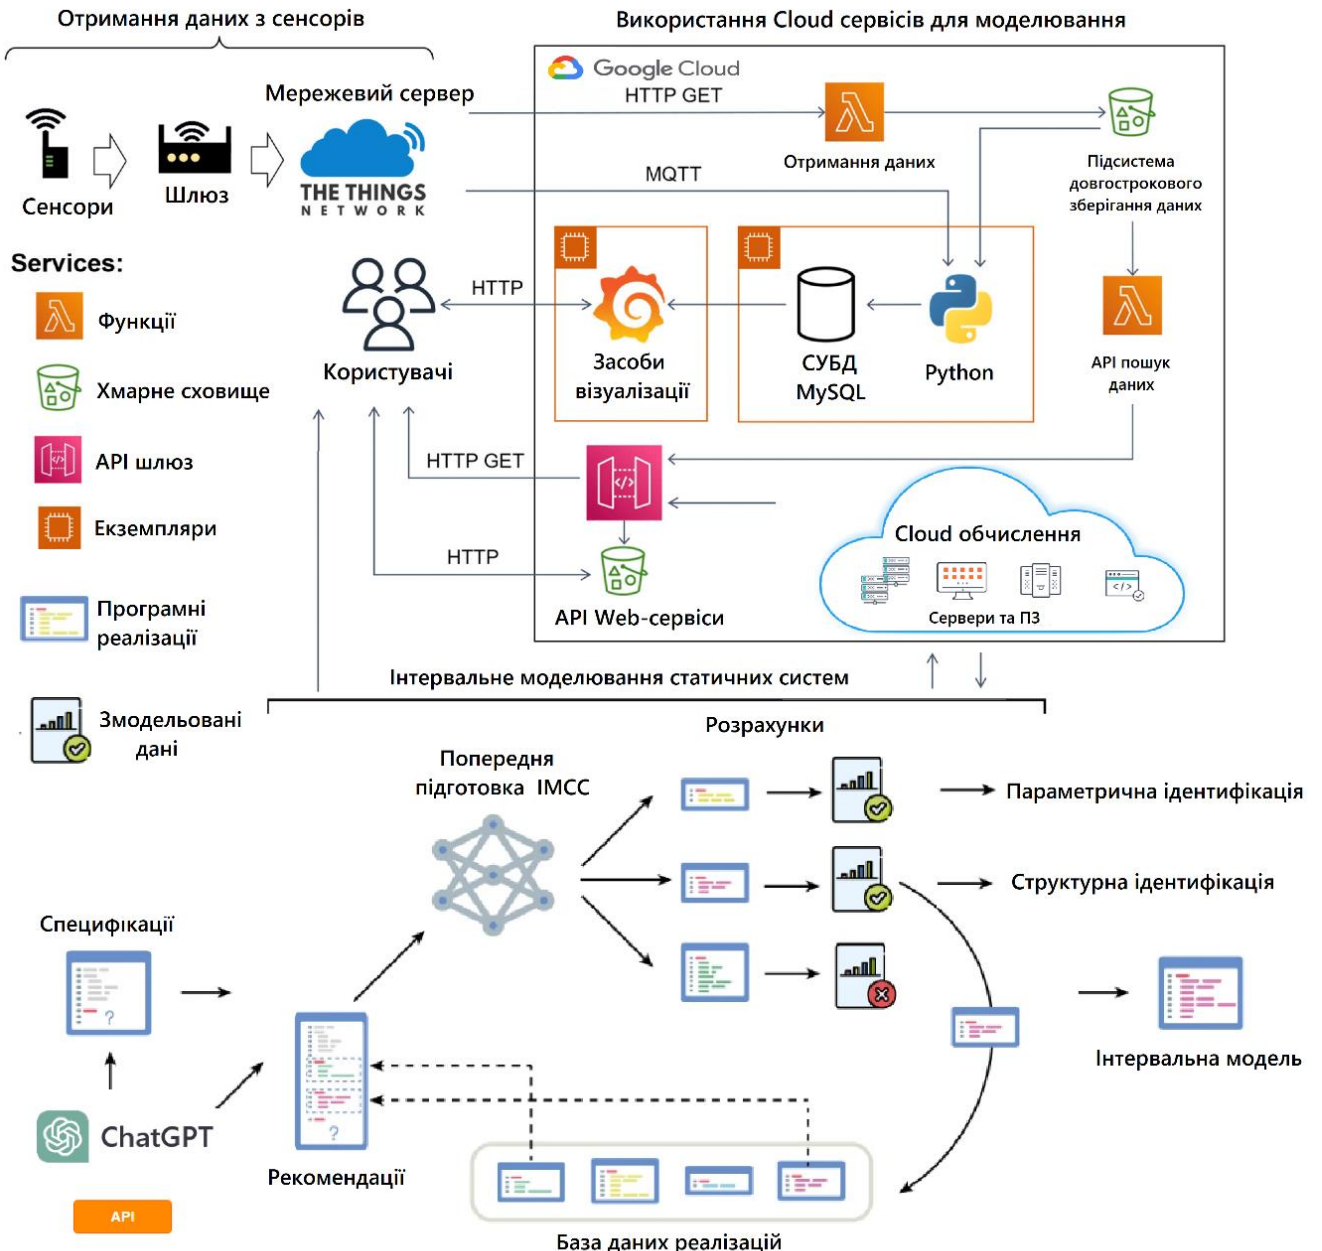 Отримання даних з сенсорів
Використання Cloud сервісів для моделювання
Google Cloud
Мережевий сервер
HTTP GET
THE THINGS
NETWORK
Сенсори
Шлюз
MQTT
Отримання даних
Підсистема
довгострокового
зберігання даних
Services:
Функції
Хмарне сховище
API шлюз
Екземпляри
Програмні
реалізації
Змодельовані
дані
HTTP
Користувачі
Засоби
візуалізації
СУБД
MySQL
Python
API пошук
даних
HTTP GET
HTTP
API Web-сервіси
Cloud обчислення
Сервери та ПЗ
Інтервальне моделювання статичних систем
Розрахунки
Попередня
підготовка ІМСС
Параметрична ідентифікація
Структурна ідентифікація
Специфікації
?
Інтервальна модель
ChatGPT
?
Рекомендації
API
База даних реалізацій